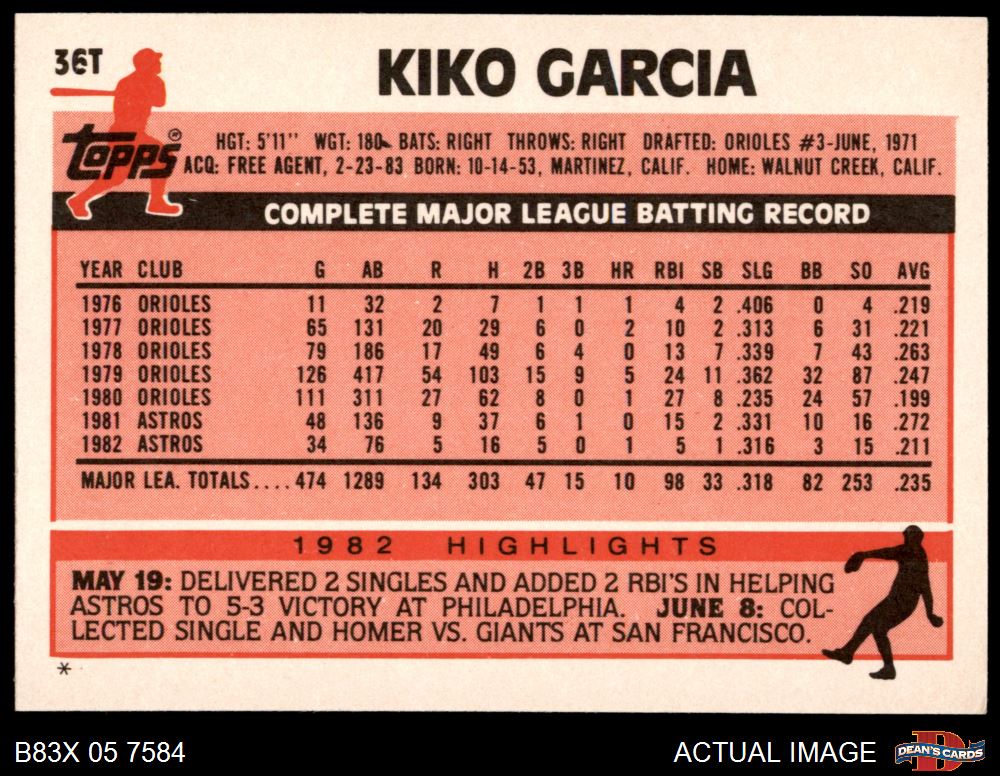 36T
KIKO GARCIA
Topps®
HGT: 5'11" WGT: 180 BATS: RIGHT THROWS: RIGHT DRAFTED: ORIOLES #3-JUNE, 1971
ACQ: FREE AGENT, 2-23-83 BORN: 10-14-53, MARTINEZ, CALIF. HOME: WALNUT CREEK, CALIF.
COMPLETE MAJOR LEAGUE BATTING RECORD
YEAR CLUB G AB R H 2B 3B HR RBI SB SLG BB SO AVG
1976 ORIOLES 11 32 2 7 1 1 1 4 2 .406 0 4 .219
1977 ORIOLES 65 131 20 29 6 0 2 10 2 .313 6 31 .221
1978 ORIOLES 79 186 17 49 6 4 0 13 7 .339 7 43 .263
1979 ORIOLES 126 417 54 103 15 9 5 24 11 .362 32 87 .247
1980 ORIOLES 111 311 27 62 8 0 1 27 8 .235 24 57 .199
1981 ASTROS 48 136 9 37 6 1 0 15 2 .331 10 16 .272
1982 ASTROS 34 76 5 16 5 0 1 5 1 .316 3 15 .211
MAJOR LEA. TOTALS.... 474 1289 134 303 47 15 10 98 33 .318 82 253 .235
1982 HIGHLIGHTS
MAY 19: DELIVERED 2 SINGLES AND ADDED 2 RBI'S IN HELPING
ASTROS TO 5-3 VICTORY AT PHILADELPHIA. JUNE 8: COL-
LECTED SINGLE AND HOMER VS. GIANTS AT SAN FRANCISCO.
*
B83X 05 7584 ACTUAL IMAGE DEAN'S CARDS